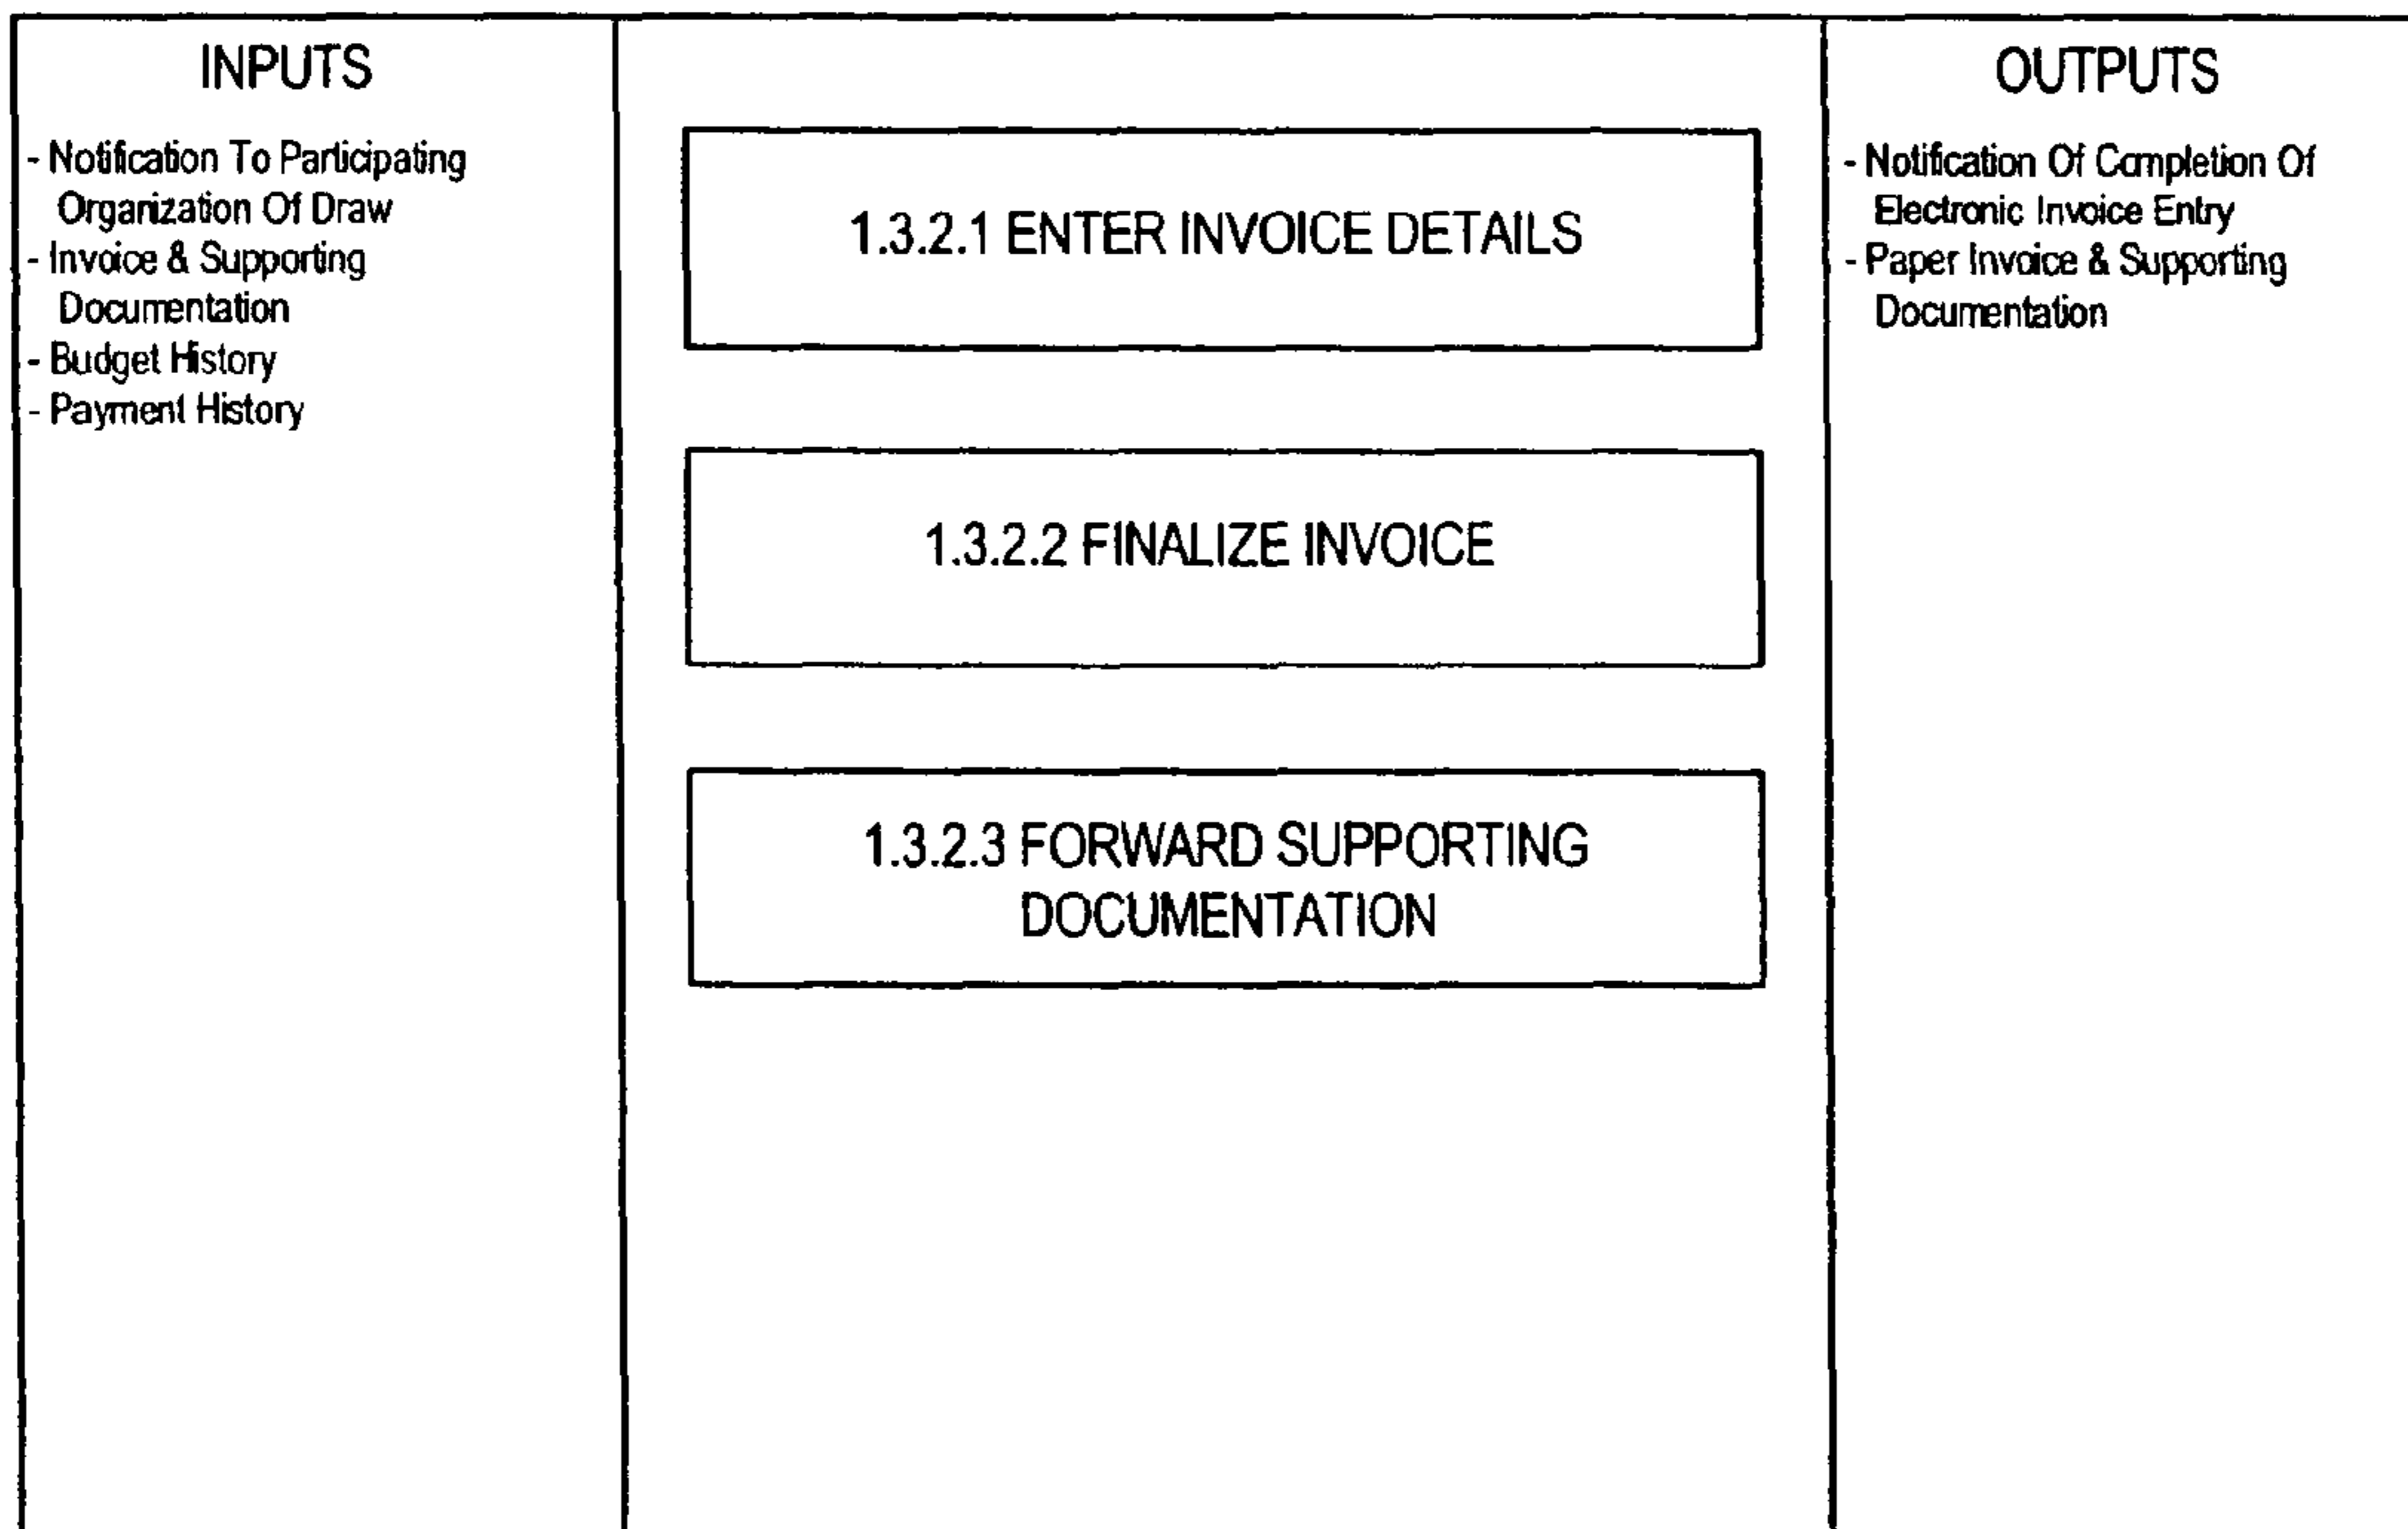 INPUTS
- Notification To Participating
Organization Of Draw
- Invoice & Supporting
Documentation
- Budget History
- Payment History
1.3.2.1 ENTER INVOICE DETAILS
1.3.2.2 FINALIZE INVOICE
1.3.2.3 FORWARD SUPPORTING
DOCUMENTATION
OUTPUTS
- Notification Of Completion Of
Electronic Invoice Entry
- Paper Invoice & Supporting
Documentation